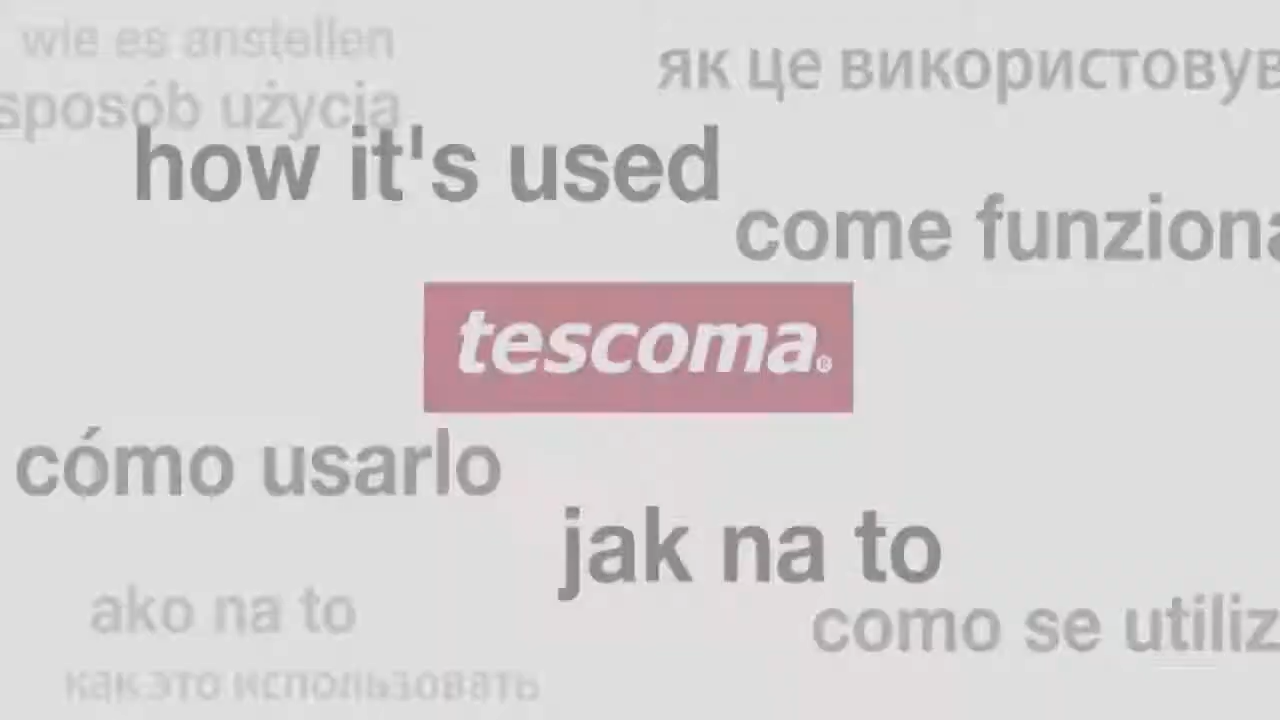 wie es anstellen
як це використовув
sposób użycia
how it's used
come funziona
tescoma®
cómo usarlo
jak na to
ako na to
como se utiliz
как это использовать